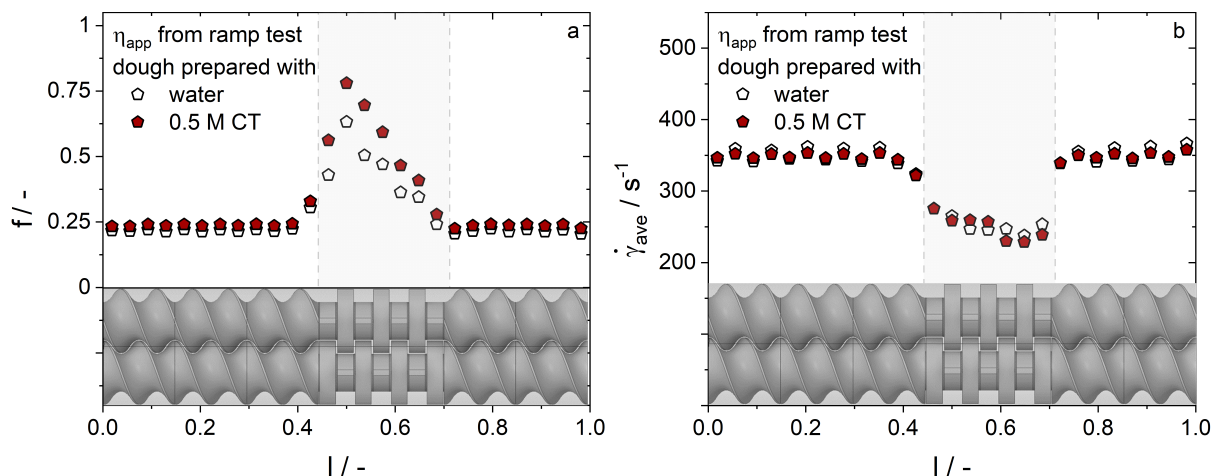 a
η_app from ramp test
dough prepared with
water
0.5 M CT
1
0.75
0.5
0.25
0
f / -
0.0 0.2 0.4 0.6 0.8 1.0
l / -
b
η_app from ramp test
dough prepared with
water
0.5 M CT
500
400
300
200
γ̇_ave / s⁻¹
0.0 0.2 0.4 0.6 0.8 1.0
l / -